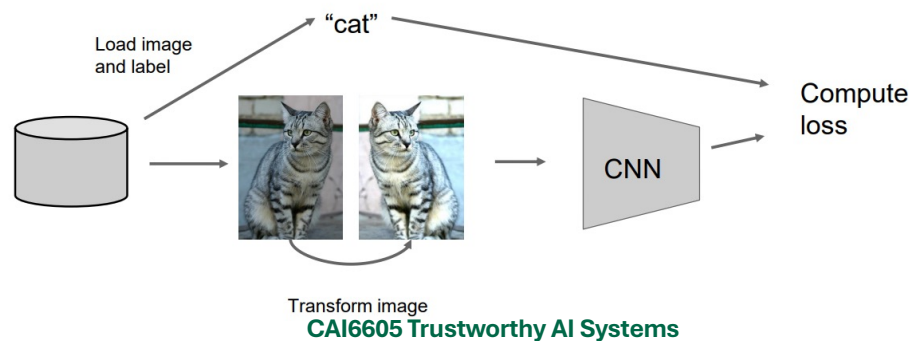 “cat”
Load image
and label
Compute
loss
CNN
Transform image
CAI6605 Trustworthy AI Systems